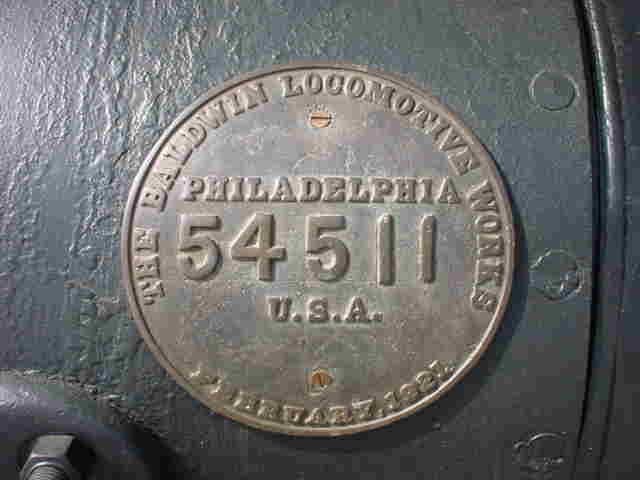 THE BALDWIN LOCOMOTIVE WORKS
PHILADELPHIA
54511
U.S.A.
FEBRUARY, 1921.